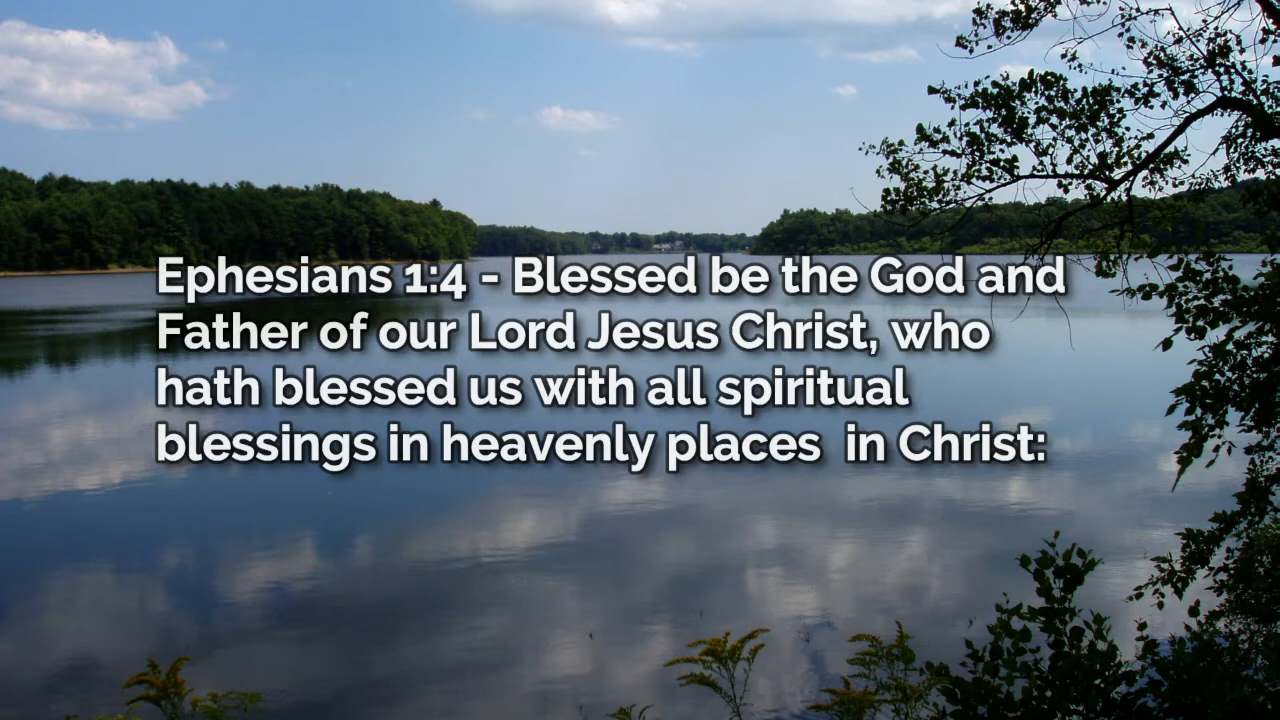 Ephesians 1:4 - Blessed be the God and
Father of our Lord Jesus Christ, who
hath blessed us with all spiritual
blessings in heavenly places  in Christ: